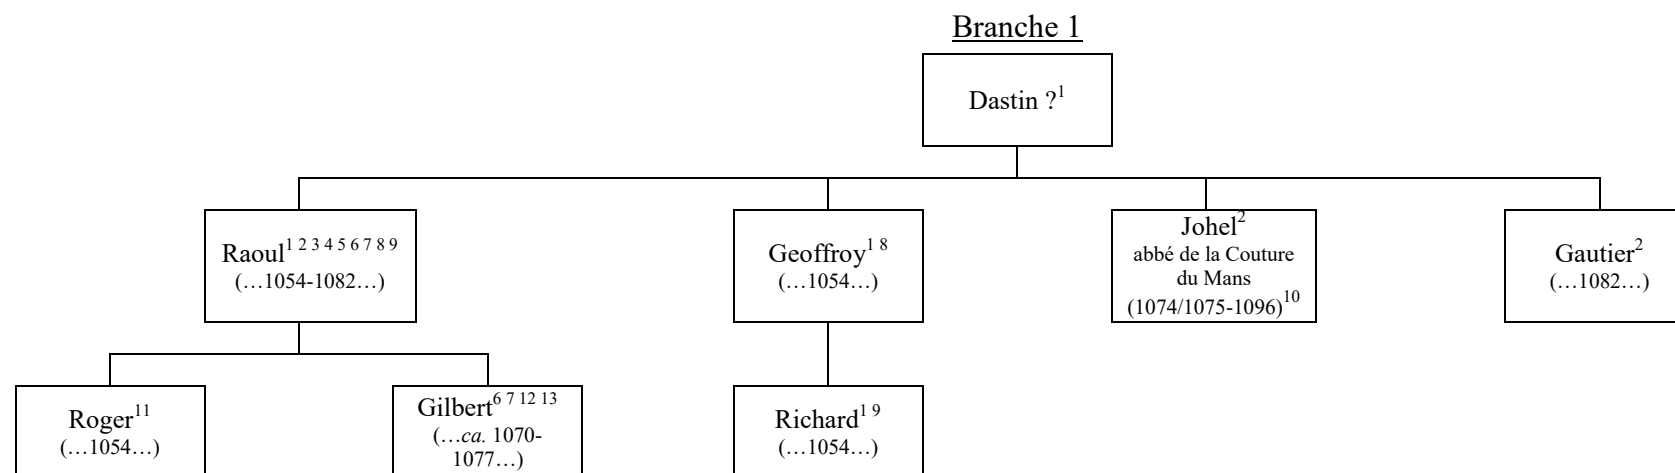 Branche 1
Dastin ?1
Raoul1 2 3 4 5 6 7 8 9
(…1054-1082…)
Geoffroy1 8
(…1054…)
Johel2
abbé de la Couture
du Mans
(1074/1075-1096)10
Gautier2
(…1082…)
Roger11
(…1054…)
Gilbert6 7 12 13
(…ca. 1070-
1077…)
Richard1 9
(…1054…)